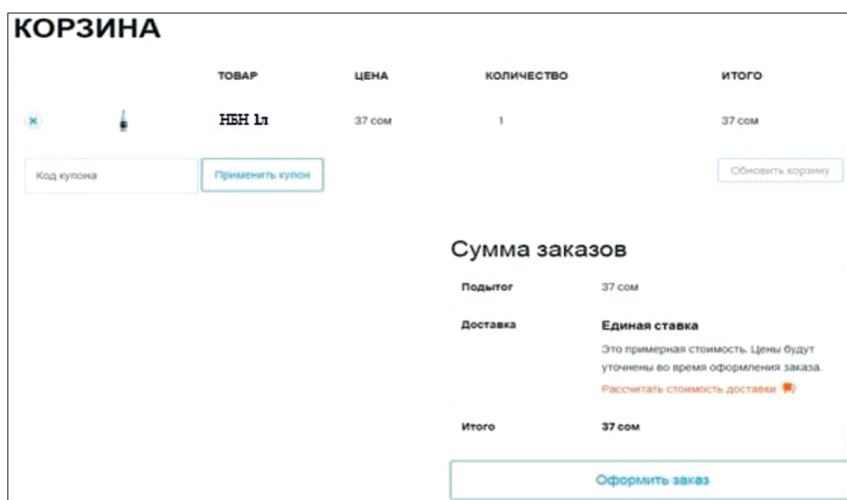 КОРЗИНА
ТОВАР ЦЕНА КОЛИЧЕСТВО ИТОГО
× НБН 1л 37 сом 1 37 сом
Код купона Применить купон Обновить корзину
Сумма заказов
Подытог 37 сом
Доставка Единая ставка
Это примерная стоимость. Цены будут
уточнены во время оформления заказа.
Рассчитать стоимость доставки
Итого 37 сом
Оформить заказ